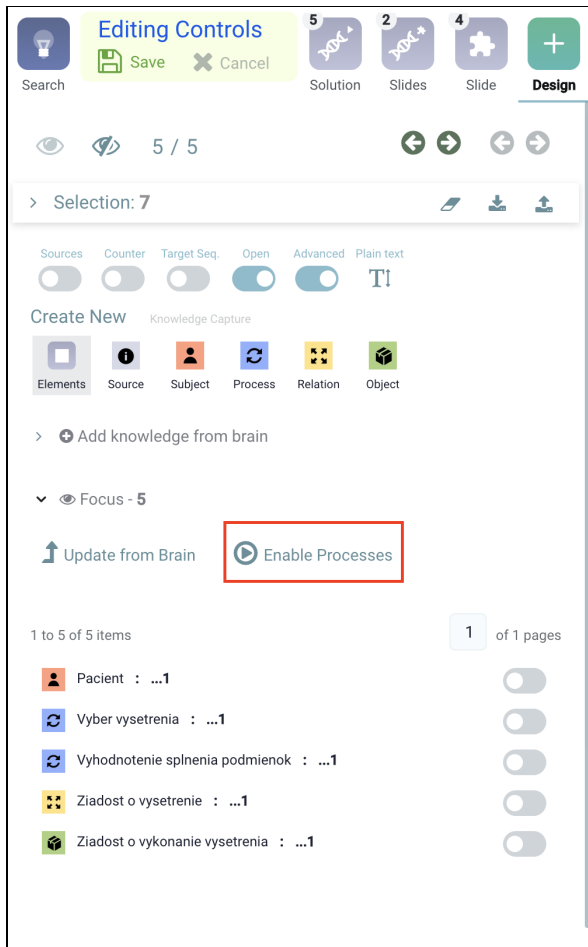 Editing Controls
Save Cancel
5 2 4
Search Solution Slides Slide Design
5 / 5
Selection: 7
Sources Counter Target Seq. Open Advanced Plain text
Create New Knowledge Capture
Elements Source Subject Process Relation Object
Add knowledge from brain
Focus - 5
Update from Brain Enable Processes
1 to 5 of 5 items 1 of 1 pages
Pacient : ...1
Vyber vysetrenia : ...1
Vyhodnotenie splnenia podmienok : ...1
Ziadost o vysetrenie : ...1
Ziadost o vykonanie vysetrenia : ...1